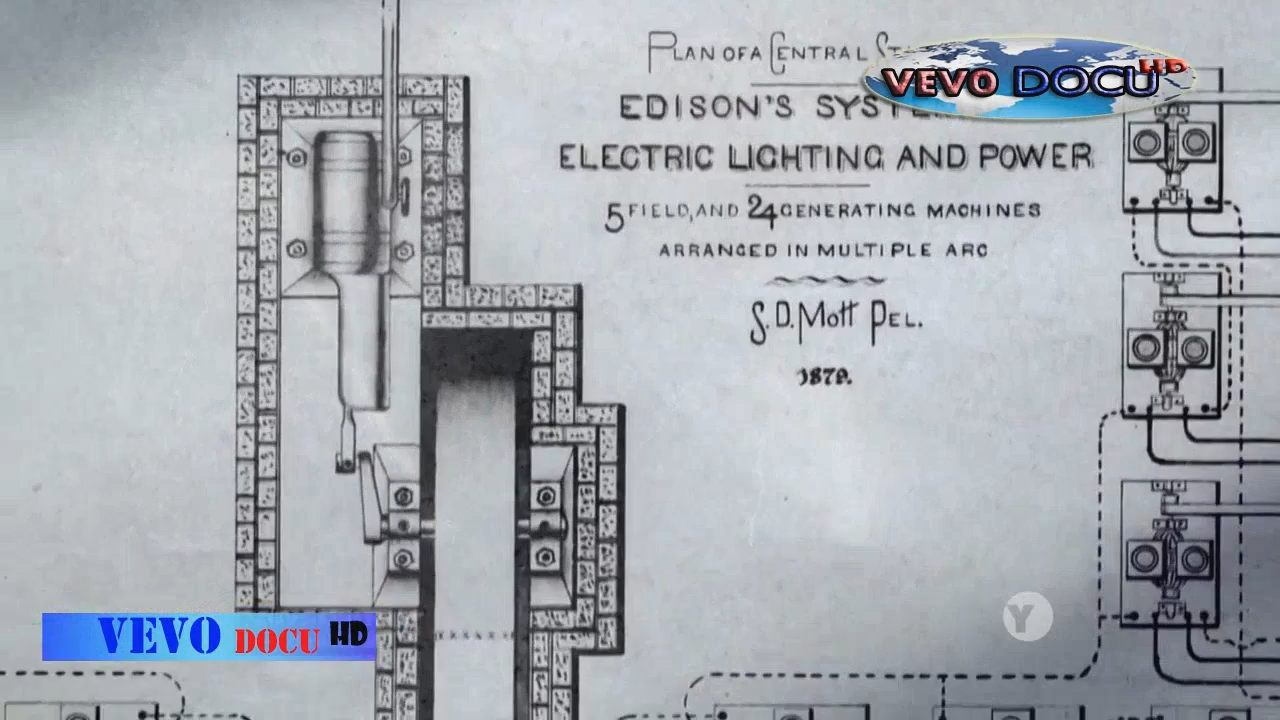 PLAN OF A CENTRAL
VEVO DOCU HD
EDISON'S
ELECTRIC LIGHTING AND POWER
5 FIELD, AND 24 GENERATING MACHINES
ARRANGED IN MULTIPLE ARC
S.D. Mott DEL.
1879.
Y
VEVO DOCU HD